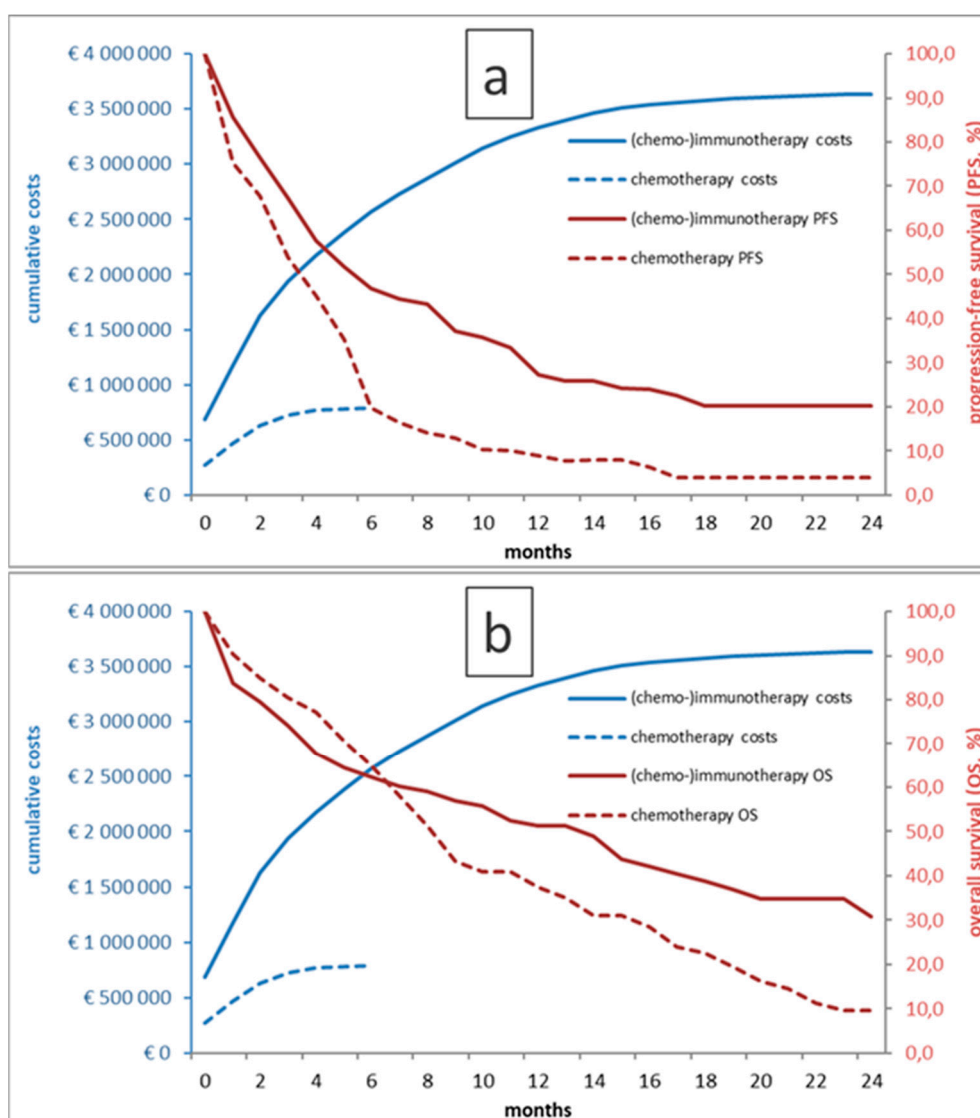 a
€ 4 000 000
€ 3 500 000
€ 3 000 000
€ 2 500 000
€ 2 000 000
€ 1 500 000
€ 1 000 000
€ 500 000
€ 0
cumulative costs
100,0
90,0
80,0
70,0
60,0
50,0
40,0
30,0
20,0
10,0
0,0
progression-free survival (PFS, %)
(chemo-)immunotherapy costs
chemotherapy costs
(chemo-)immunotherapy PFS
chemotherapy PFS
0 2 4 6 8 10 12 14 16 18 20 22 24
months
b
€ 4 000 000
€ 3 500 000
€ 3 000 000
€ 2 500 000
€ 2 000 000
€ 1 500 000
€ 1 000 000
€ 500 000
€ 0
cumulative costs
100,0
90,0
80,0
70,0
60,0
50,0
40,0
30,0
20,0
10,0
0,0
overall survival (OS, %)
(chemo-)immunotherapy costs
chemotherapy costs
(chemo-)immunotherapy OS
chemotherapy OS
0 2 4 6 8 10 12 14 16 18 20 22 24
months